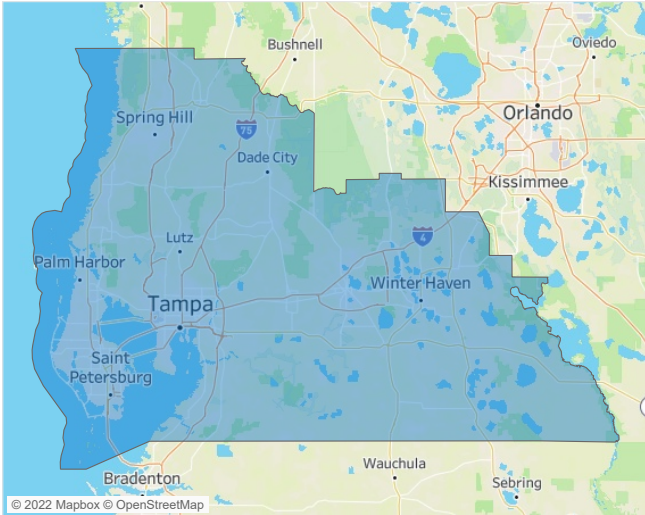 Bushnell
Oviedo
Spring Hill
75
Orlando
Dade City
Kissimmee
Lutz
4
Palm Harbor
Winter Haven
Tampa
Saint
Petersburg
Wauchula
Bradenton
Sebring
© 2022 Mapbox © OpenStreetMap